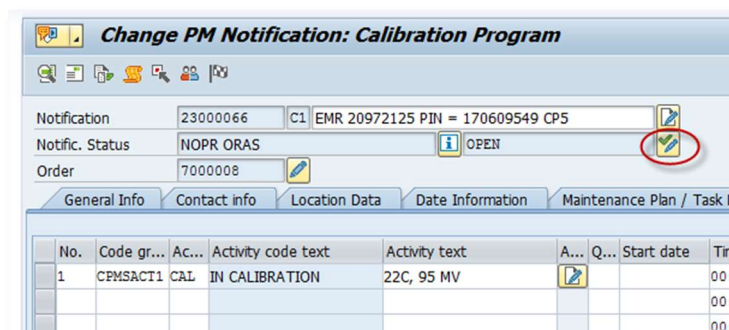 Change PM Notification: Calibration Program
Notification 23000066 C1 EMR 20972125 PIN = 170609549 CP5
Notific. Status NOPR ORAS OPEN
Order 7000008
General Info Contact info Location Data Date Information Maintenance Plan / Task
No. Code gr... Ac... Activity code text Activity text A... Q... Start date
1 CPMSACT1 CAL IN CALIBRATION 22C, 95 MV 00
00
00